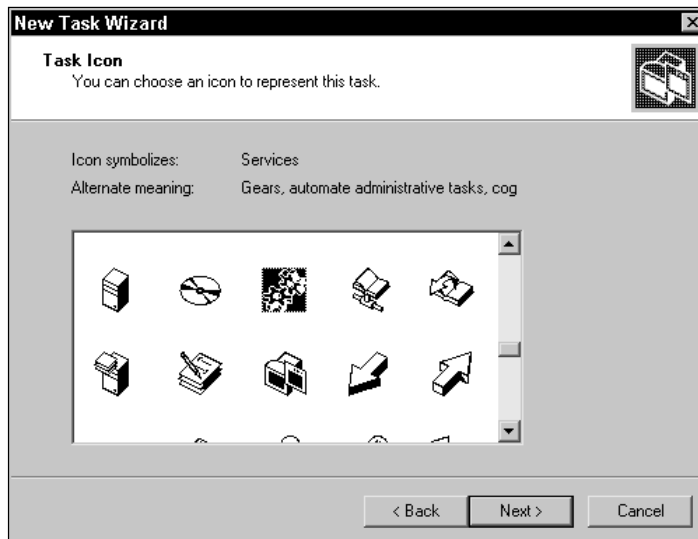 New Task Wizard
Task Icon
You can choose an icon to represent this task.
Icon symbolizes: Services
Alternate meaning: Gears, automate administrative tasks, cog
< Back Next > Cancel